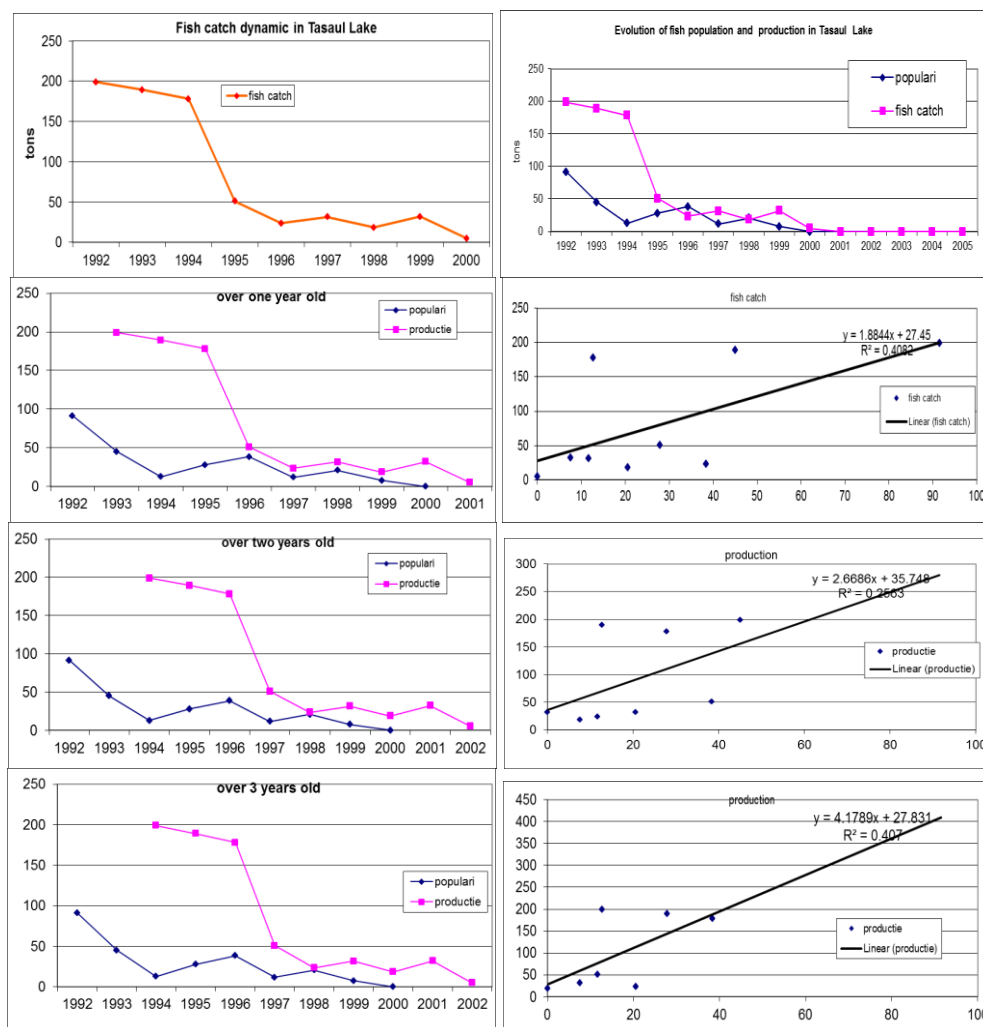 Fish catch dynamic in Tasaul Lake
250
200
150
100
50
0
tons
fish catch
1992 1993 1994 1995 1996 1997 1998 1999 2000
Evolution of fish population and production in Tasaul Lake
250
200
150
100
50
0
tons
populari
fish catch
1992 1993 1994 1995 1996 1997 1998 1999 2000 2001 2002 2003 2004 2005
over one year old
250
200
150
100
50
0
populari
productie
1992 1993 1994 1995 1996 1997 1998 1999 2000 2001
fish catch
250
200
150
100
50
0
y = 1.8844x + 27.45
R² = 0.4082
fish catch
Linear (fish catch)
0 10 20 30 40 50 60 70 80 90 100
over two years old
250
200
150
100
50
0
populari
productie
1992 1993 1994 1995 1996 1997 1998 1999 2000 2001 2002
production
300
250
200
150
100
50
0
y = 2.6686x + 35.748
R² = 0.2563
productie
Linear (productie)
0 20 40 60 80 100
over 3 years old
250
200
150
100
50
0
populari
productie
1992 1993 1994 1995 1996 1997 1998 1999 2000 2001 2002
production
450
400
350
300
250
200
150
100
50
0
y = 4.1789x + 27.831
R² = 0.407
productie
Linear (productie)
0 20 40 60 80 100